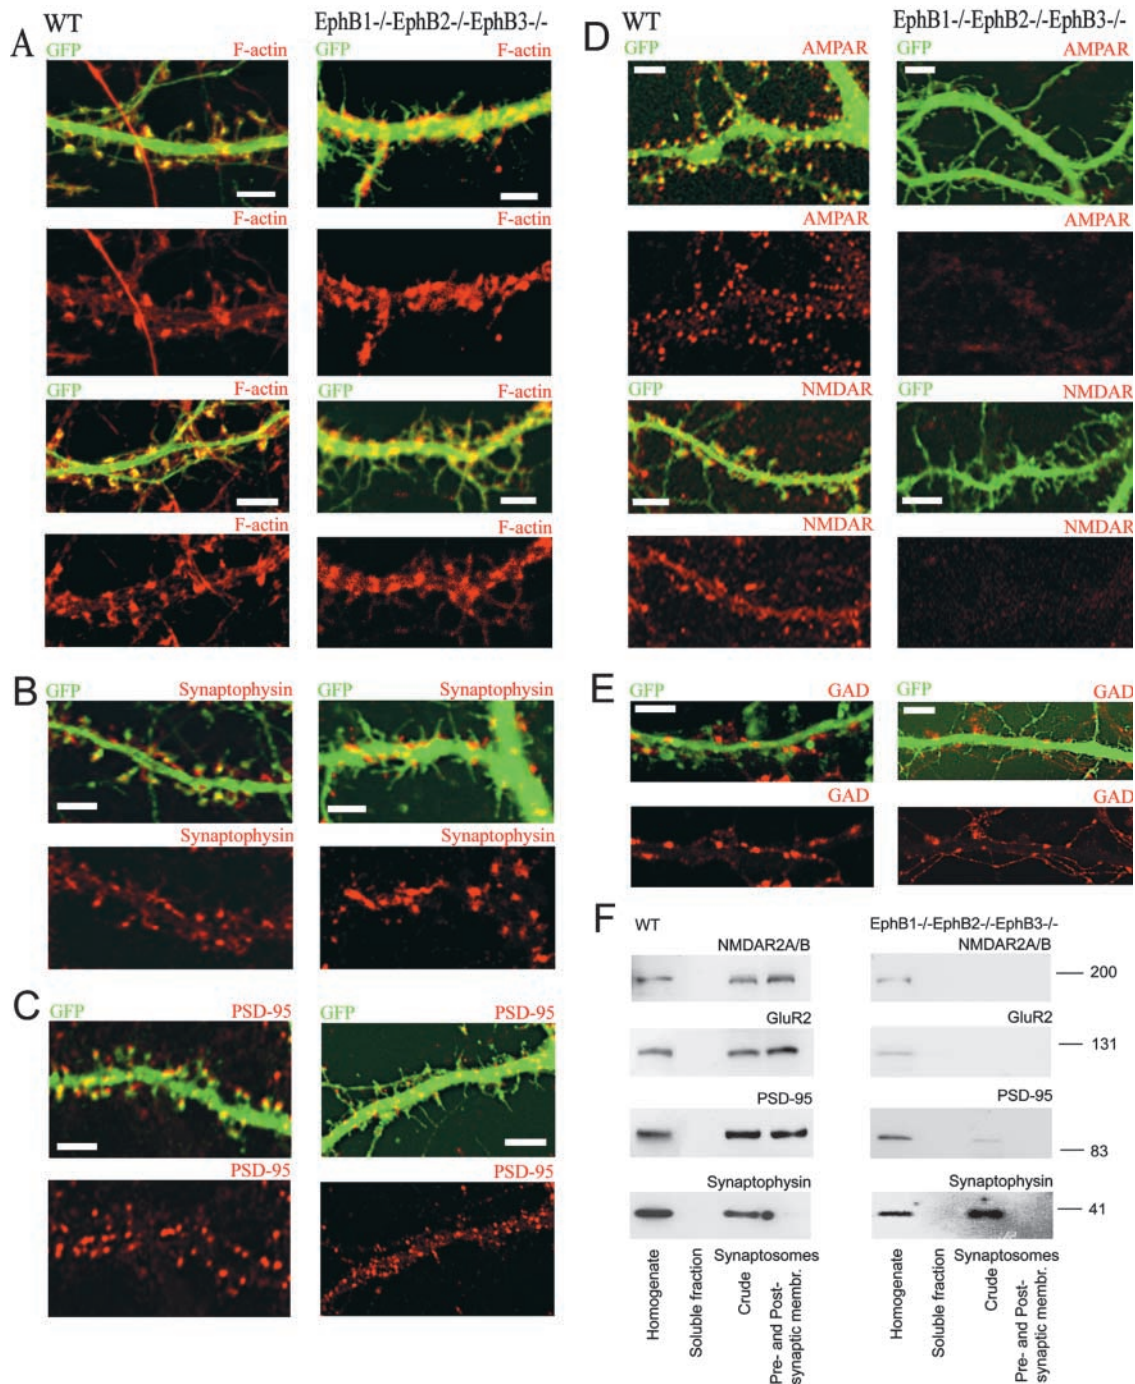 A
WT
EphB1-/-EphB2-/-EphB3-/-
GFP
F-actin
F-actin
F-actin
F-actin
GFP
F-actin
GFP
F-actin
F-actin
F-actin
B
GFP
Synaptophysin
GFP
Synaptophysin
Synaptophysin
Synaptophysin
C
GFP
PSD-95
GFP
PSD-95
PSD-95
PSD-95
D
WT
EphB1-/-EphB2-/-EphB3-/-
GFP
AMPAR
GFP
AMPAR
AMPAR
AMPAR
GFP
NMDAR
GFP
NMDAR
NMDAR
NMDAR
E
GFP
GAD
GFP
GAD
GAD
GAD
F
WT
EphB1-/-EphB2-/-EphB3-/-
NMDAR2A/B
NMDAR2A/B
200
GluR2
GluR2
131
PSD-95
PSD-95
83
Synaptophysin
Synaptophysin
41
Homogenate
Soluble fraction
Synaptosomes
Crude
Pre- and Post-
synaptic membr.
Homogenate
Soluble fraction
Synaptosomes
Crude
Pre- and Post-
synaptic membr.